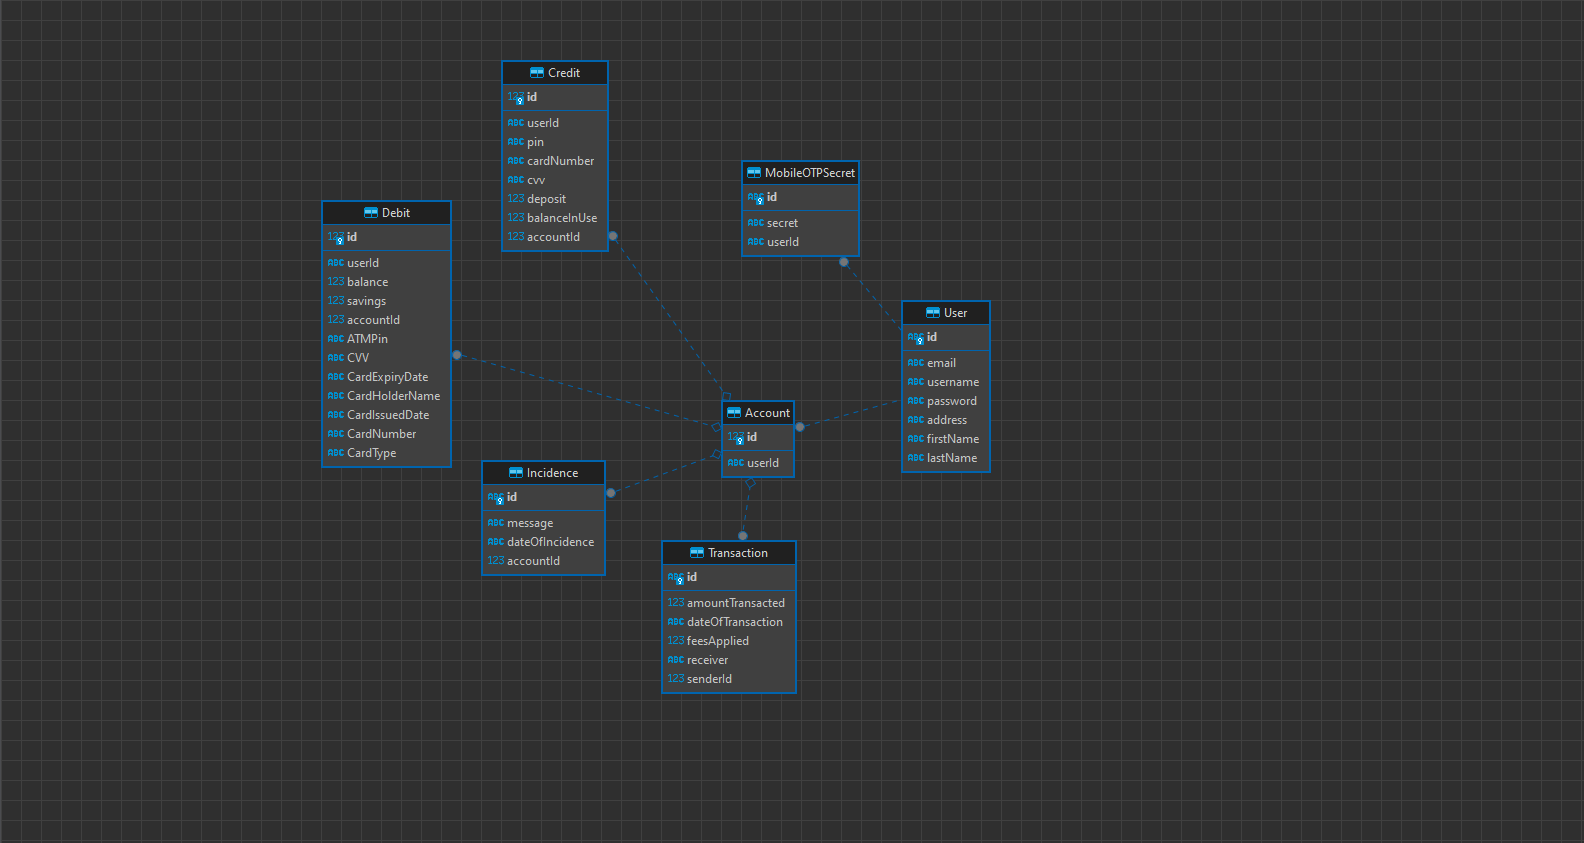 Credit
123 id
ABC userId
ABC pin
ABC cardNumber
ABC cvv
123 deposit
123 balanceInUse
123 accountId
MobileOTPSecret
ABC id
ABC secret
ABC userId
Debit
123 id
ABC userId
123 balance
123 savings
123 accountId
ABC ATMPin
ABC CVV
ABC CardExpiryDate
ABC CardHolderName
ABC CardIssuedDate
ABC CardNumber
ABC CardType
User
ABC id
ABC email
ABC username
ABC password
ABC address
ABC firstName
ABC lastName
Account
123 id
ABC userId
Incidence
ABC id
ABC message
ABC dateOfIncidence
123 accountId
Transaction
ABC id
123 amountTransacted
ABC dateOfTransaction
123 feesApplied
ABC receiver
123 senderId